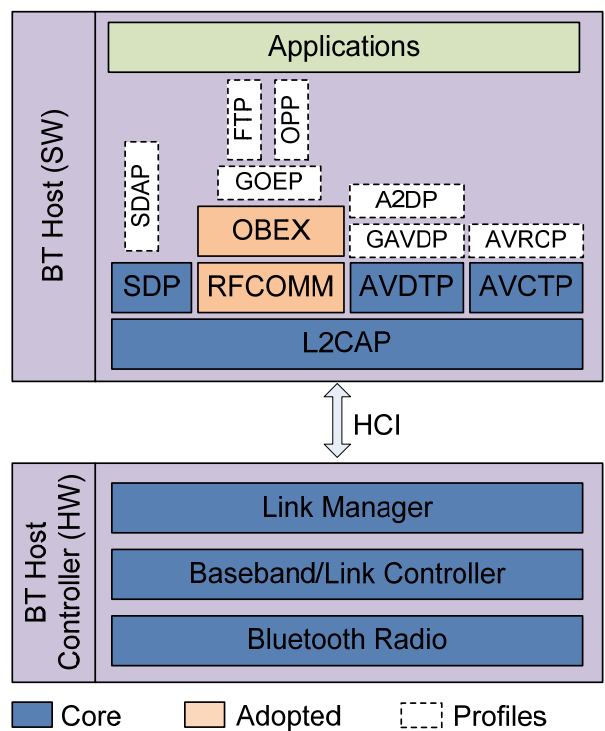 BT Host (SW)
Applications
FTP
OPP
SDAP
GOEP
A2DP
OBEX
GAVDP
AVRCP
SDP
RFCOMM
AVDTP
AVCTP
L2CAP
HCI
BT Host
Controller (HW)
Link Manager
Baseband/Link Controller
Bluetooth Radio
Core
Adopted
Profiles